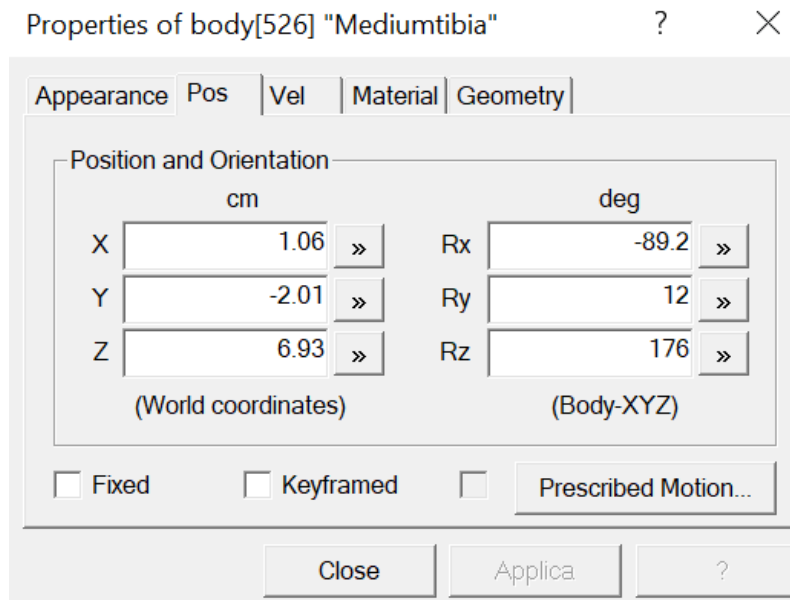 Properties of body[526] "Mediumtibia" ? ×
Appearance Pos Vel Material Geometry
Position and Orientation
cm deg
X 1.06 » Rx -89.2 »
Y -2.01 » Ry 12 »
Z 6.93 » Rz 176 »
(World coordinates) (Body-XYZ)
Fixed Keyframed Prescribed Motion...
Close Applica ?